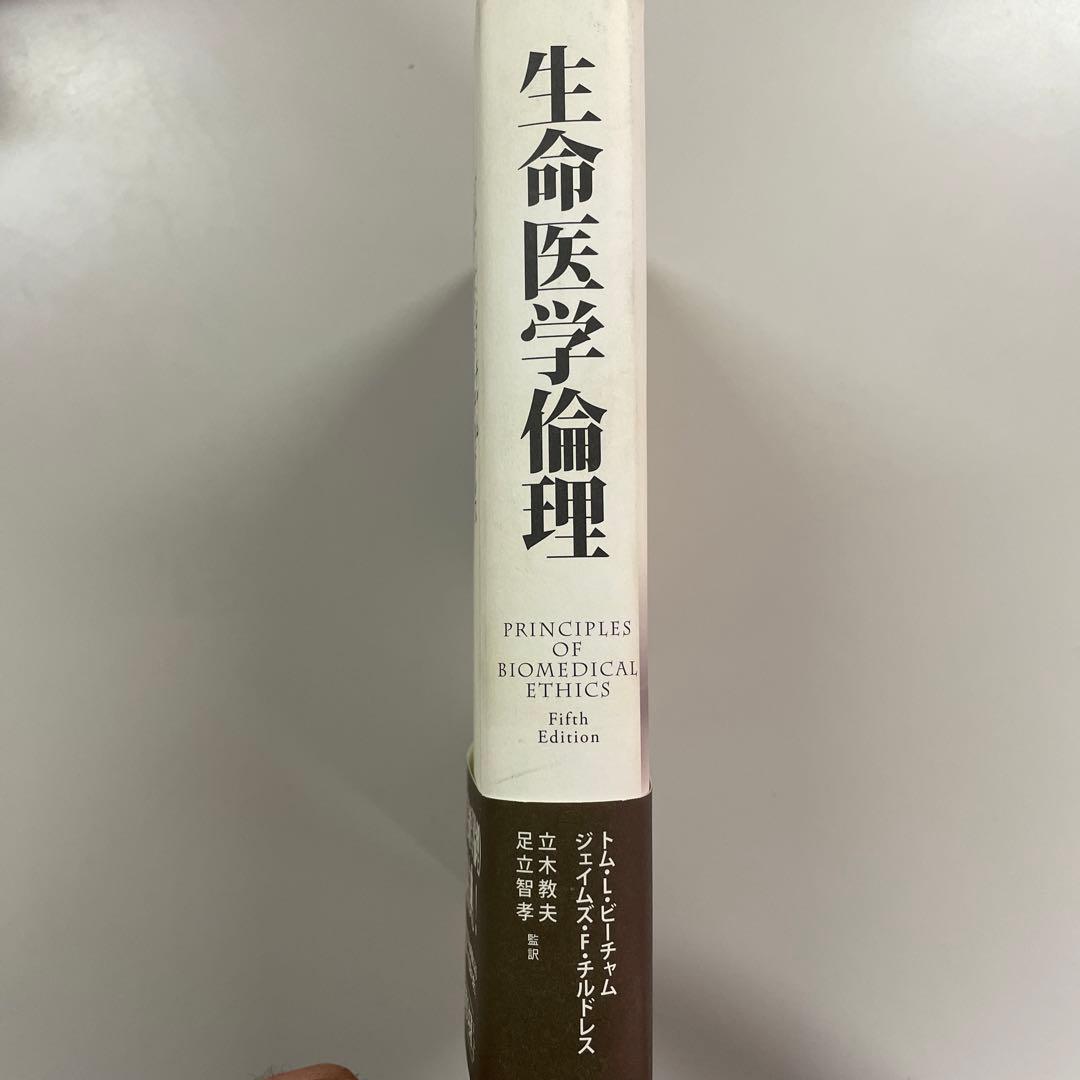 生命医学倫理
PRINCIPLES
OF
BIOMEDICAL
ETHICS
Fifth
Edition
トム・L・ビーチャム
ジェイムズ・F・チルドレス
立木教夫
足立智孝
監訳